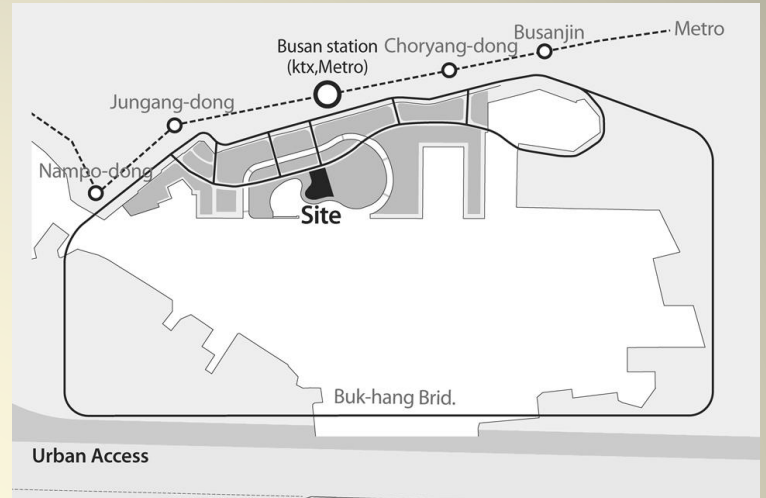 Metro
Busanjin
Choryang-dong
Busan station
(ktx,Metro)
Jungang-dong
Nampo-dong
Site
Buk-hang Brid.
Urban Access